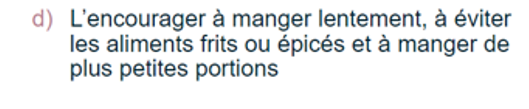 d) L'encourager à manger lentement, à éviter
les aliments frits ou épicés et à manger de
plus petites portions